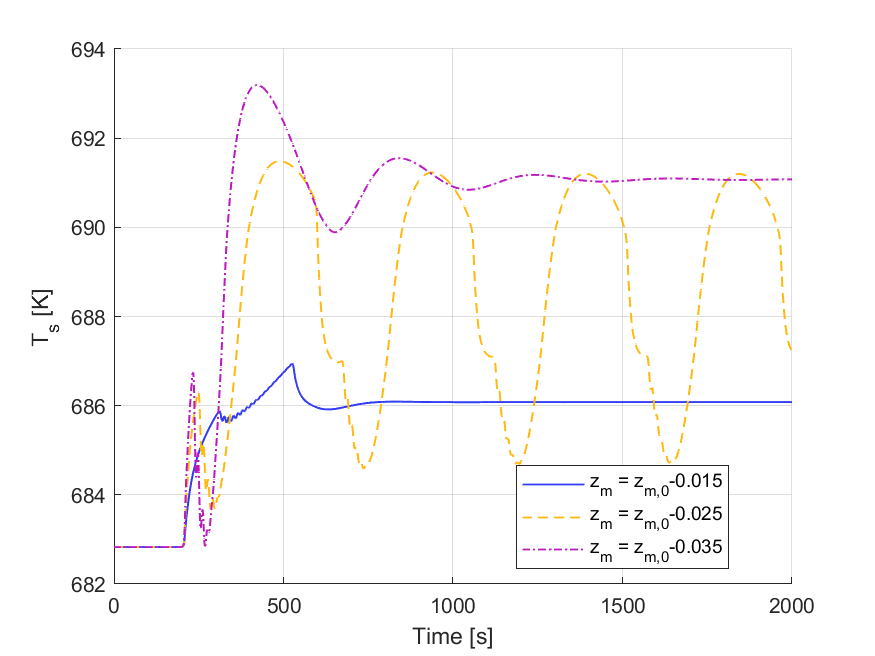 694
692
690
688
686
684
682
T_s [K]
0
500
1000
1500
2000
Time [s]
z_m = z_m,0-0.015
z_m = z_m,0-0.025
z_m = z_m,0-0.035